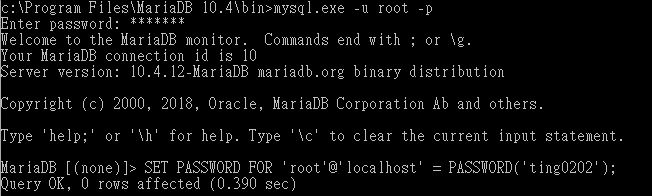 c:\Program Files\MariaDB 10.4\bin>mysql.exe -u root -p
Enter password: *******
Welcome to the MariaDB monitor.  Commands end with ; or \g.
Your MariaDB connection id is 10
Server version: 10.4.12-MariaDB mariadb.org binary distribution
Copyright (c) 2000, 2018, Oracle, MariaDB Corporation Ab and others.
Type 'help;' or '\h' for help. Type '\c' to clear the current input statement.
MariaDB [(none)]> SET PASSWORD FOR 'root'@'localhost' = PASSWORD('ting0202');
Query OK, 0 rows affected (0.390 sec)